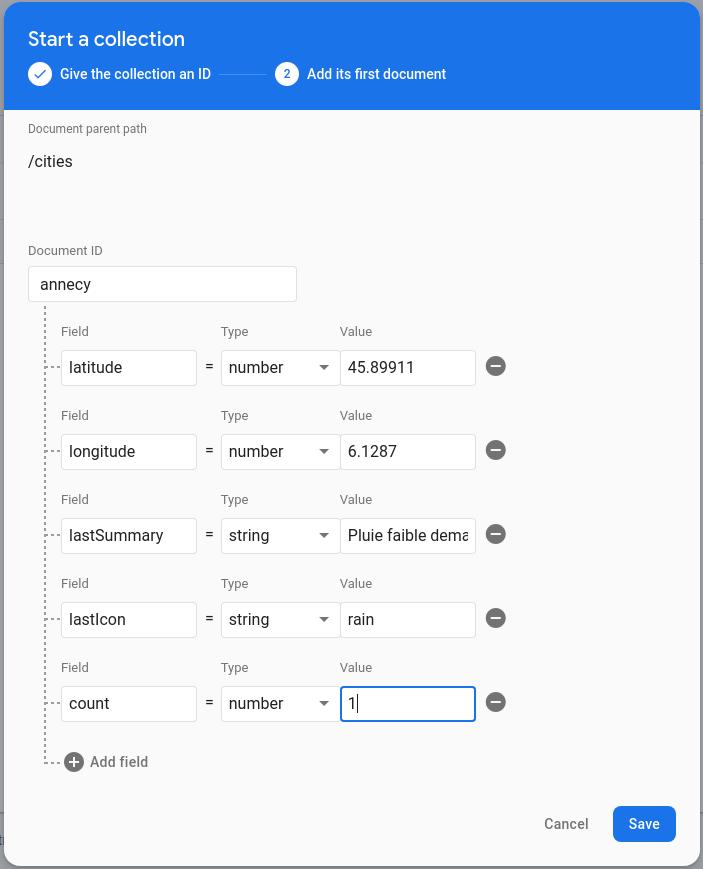 Start a collection
Give the collection an ID
2 Add its first document
Document parent path
/cities
Document ID
annecy
Field Type Value
latitude = number 45.89911
Field Type Value
longitude = number 6.1287
Field Type Value
lastSummary = string Pluie faible dema
Field Type Value
lastIcon = string rain
Field Type Value
count = number 1
Add field
Cancel Save